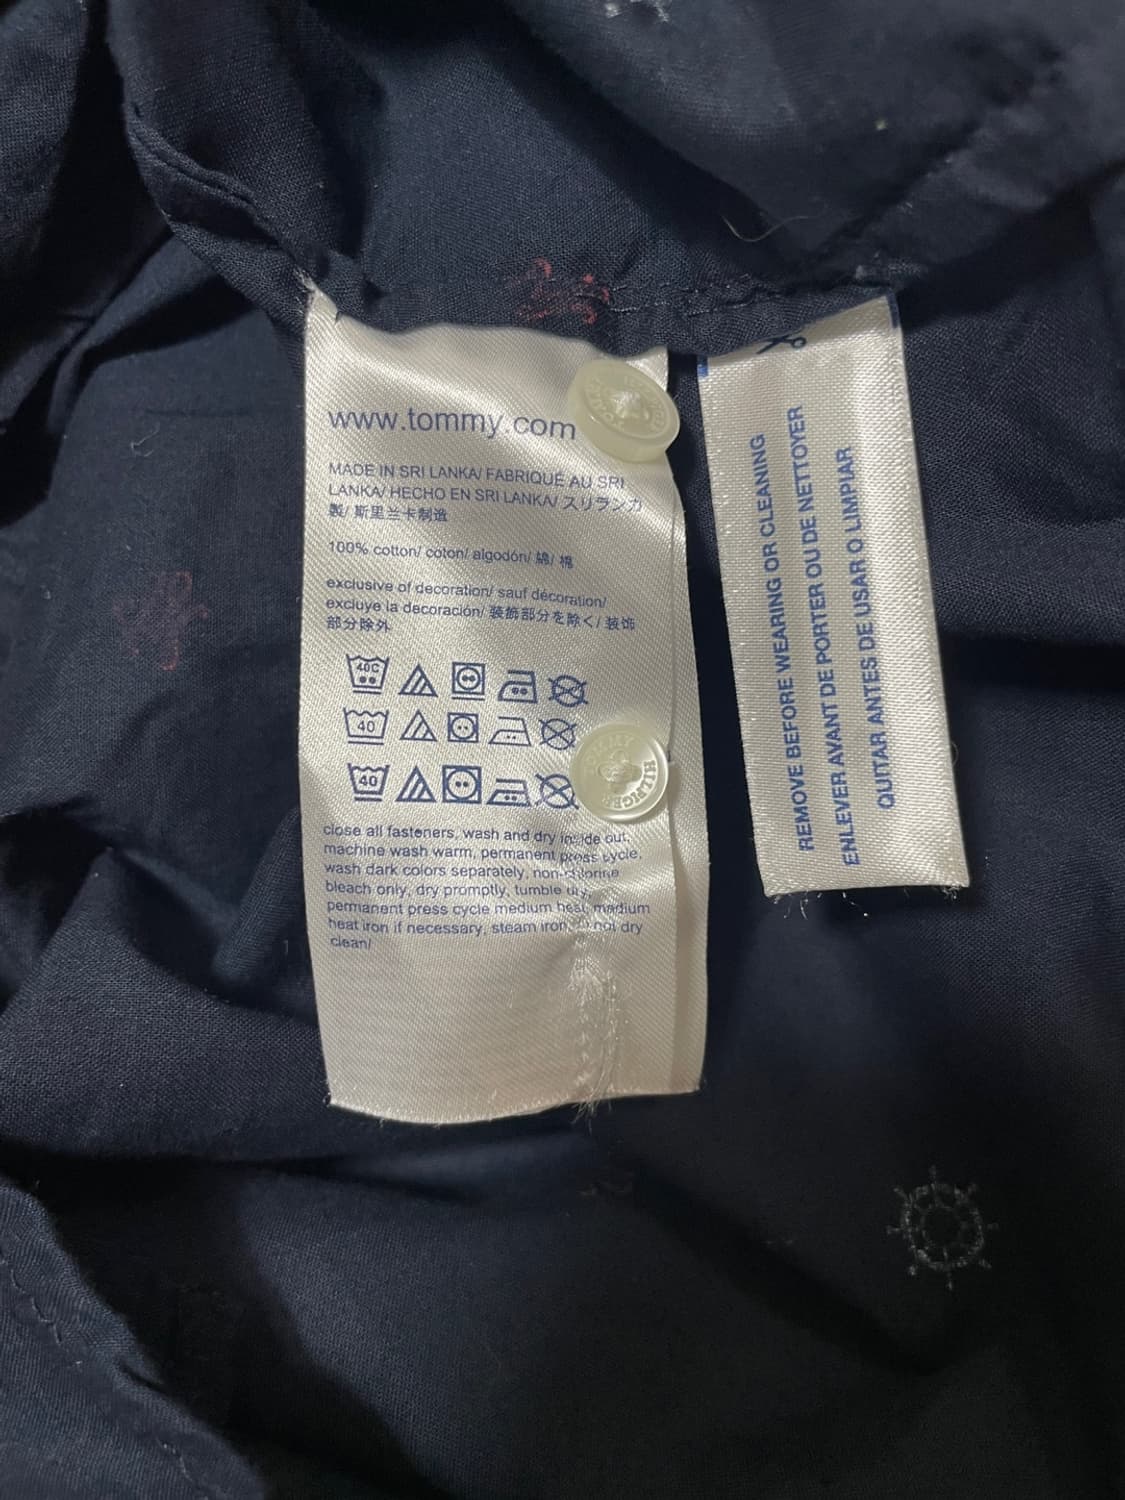 www.tommy.com
MADE IN SRI LANKA/ FABRIQUÉ AU SRI
LANKA/ HECHO EN SRI LANKA/ スリランカ
製/ 斯里兰卡制造
100% cotton/ coton/ algodón/ 綿/ 棉
exclusive of decoration/ sauf décoration/
excluye la decoración/ 装飾部分を除く/ 装饰
部分除外
40C
40
40
close all fasteners, wash and dry inside out,
machine wash warm, permanent press cycle,
wash dark colors separately, non-chlorine
bleach only, dry promptly, tumble dry,
permanent press cycle medium heat, medium
heat iron if necessary, steam iron, do not dry
clean/
HILFIGER
REMOVE BEFORE WEARING OR CLEANING
ENLEVER AVANT DE PORTER OU DE NETTOYER
QUITAR ANTES DE USAR O LIMPIAR